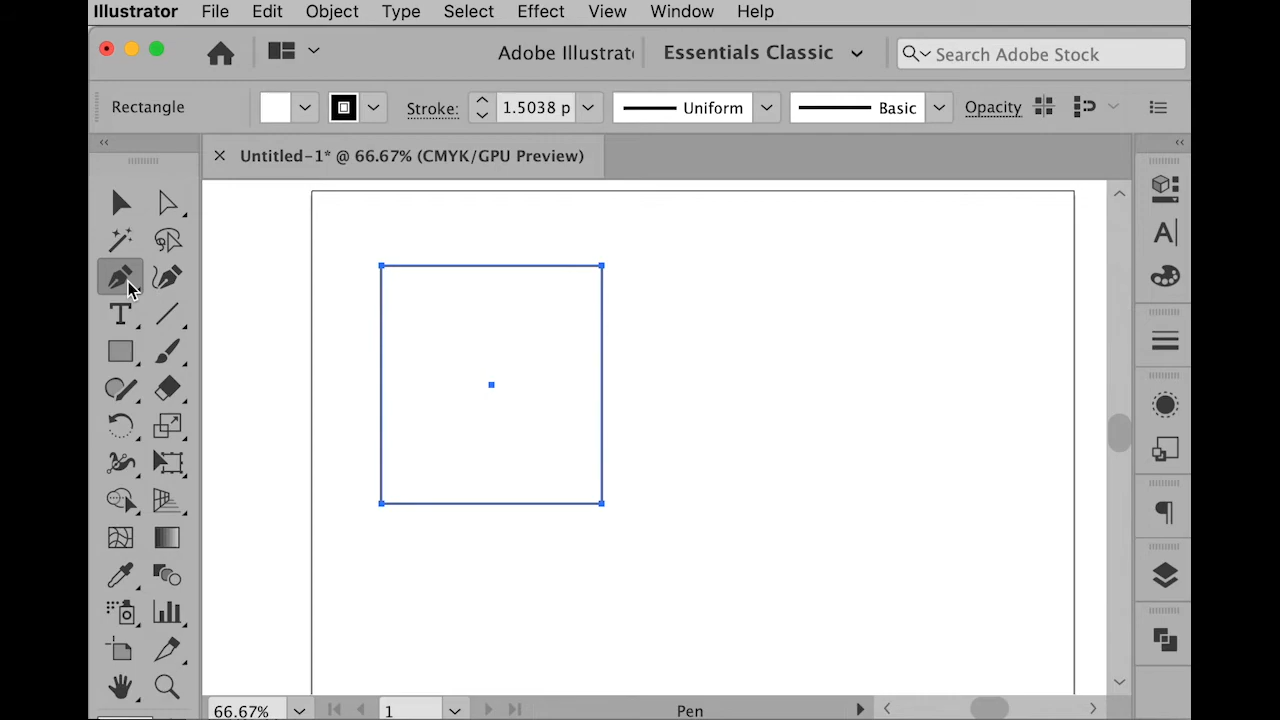 Illustrator File Edit Object Type Select Effect View Window Help
Adobe Illustrat Essentials Classic Search Adobe Stock
Rectangle Stroke: 1.5038 p Uniform Basic Opacity
Untitled-1* @ 66.67% (CMYK/GPU Preview)
66.67% 1 Pen